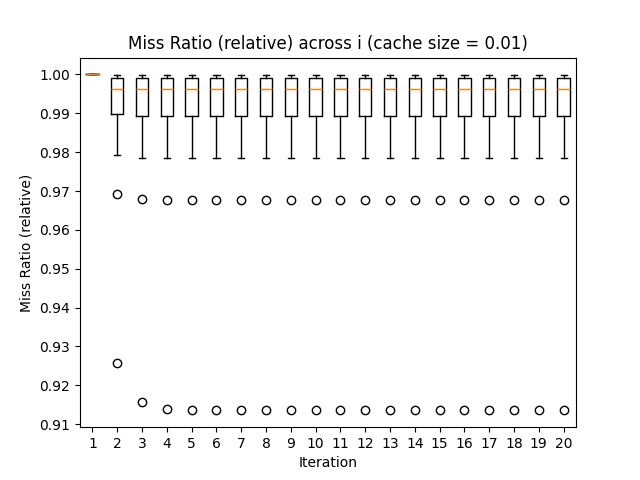 Miss Ratio (relative) across i (cache size = 0.01)
Miss Ratio (relative)
1.00
0.99
0.98
0.97
0.96
0.95
0.94
0.93
0.92
0.91
1 2 3 4 5 6 7 8 9 10 11 12 13 14 15 16 17 18 19 20
Iteration